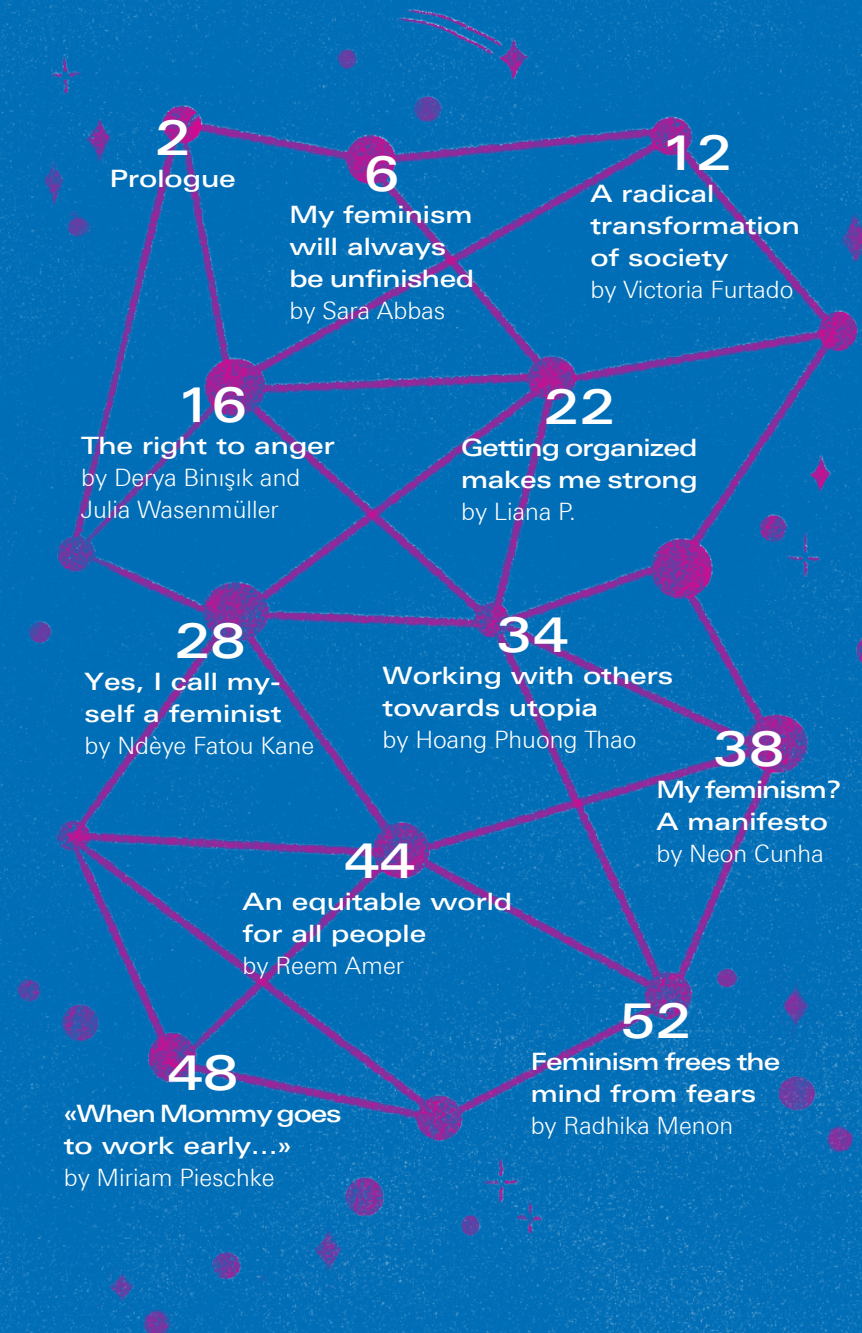 2
Prologue
6
My feminism
will always
be unfinished
by Sara Abbas
12
A radical
transformation
of society
by Victoria Furtado
16
The right to anger
by Derya Binışık and
Julia Wasenmüller
22
Getting organized
makes me strong
by Liana P.
28
Yes, I call my-
self a feminist
by Ndèye Fatou Kane
34
Working with others
towards utopia
by Hoang Phuong Thao
38
My feminism?
A manifesto
by Neon Cunha
44
An equitable world
for all people
by Reem Amer
48
«When Mommy goes
to work early...»
by Miriam Pieschke
52
Feminism frees the
mind from fears
by Radhika Menon